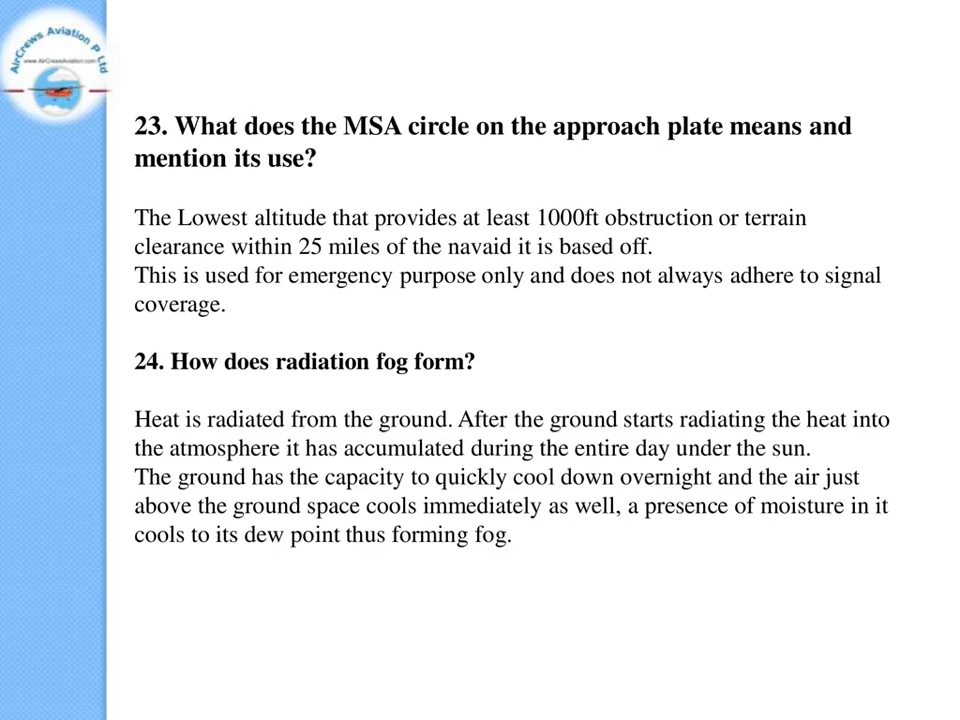 AirCrews Aviation P Ltd
www.AirCrewsAviation.com
23. What does the MSA circle on the approach plate means and
mention its use?
The Lowest altitude that provides at least 1000ft obstruction or terrain
clearance within 25 miles of the navaid it is based off.
This is used for emergency purpose only and does not always adhere to signal
coverage.
24. How does radiation fog form?
Heat is radiated from the ground. After the ground starts radiating the heat into
the atmosphere it has accumulated during the entire day under the sun.
The ground has the capacity to quickly cool down overnight and the air just
above the ground space cools immediately as well, a presence of moisture in it
cools to its dew point thus forming fog.